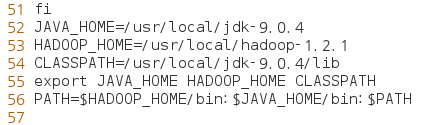 51 fi
52 JAVA_HOME=/usr/local/jdk-9.0.4
53 HADOOP_HOME=/usr/local/hadoop-1.2.1
54 CLASSPATH=/usr/local/jdk-9.0.4/lib
55 export JAVA_HOME HADOOP_HOME CLASSPATH
56 PATH=$HADOOP_HOME/bin:$JAVA_HOME/bin:$PATH
57